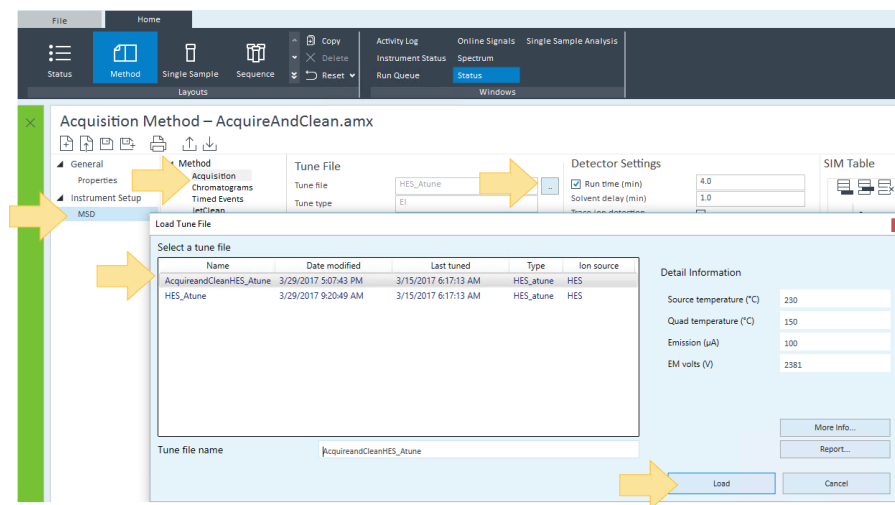 File Home
Status Method Single Sample Sequence
Copy
Delete
Reset
Layouts
Activity Log Online Signals Single Sample Analysis
Instrument Status Spectrum
Run Queue Status
Windows
Acquisition Method – AcquireAndClean.amx
General
Properties
Instrument Setup
MSD
Method
Acquisition
Chromatograms
Timed Events
JetClean
Tune File
Tune file HES_Atune ..
Tune type EI
Detector Settings
Run time (min) 4.0
Solvent delay (min) 1.0
Trace ion detection
SIM Table
Load Tune File
Select a tune file
Name Date modified Last tuned Type Ion source
AcquireandCleanHES_Atune 3/29/2017 5:07:43 PM 3/15/2017 6:17:13 AM HES_atune HES
HES_Atune 3/29/2017 9:20:49 AM 3/15/2017 6:17:13 AM HES_atune HES
Detail Information
Source temperature (°C) 230
Quad temperature (°C) 150
Emission (μA) 100
EM volts (V) 2381
More Info...
Tune file name AcquireandCleanHES_Atune
Report...
Load Cancel